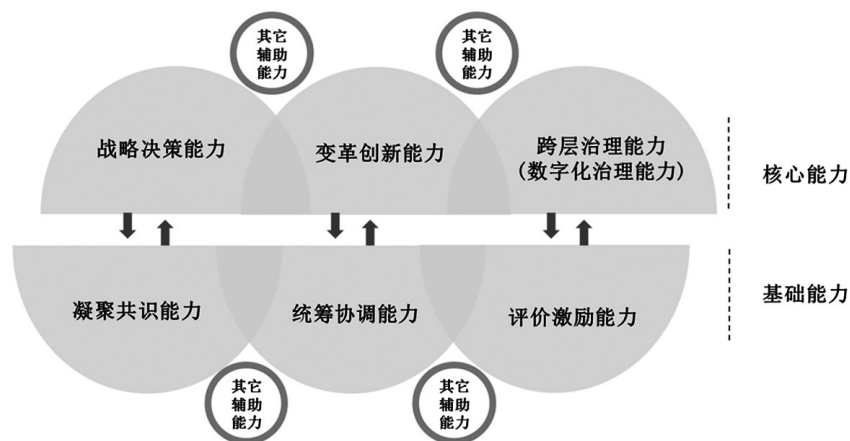 其它
辅助
能力
其它
辅助
能力
战略决策能力
变革创新能力
跨层治理能力
(数字化治理能力)
核心能力
凝聚共识能力
统筹协调能力
评价激励能力
基础能力
其它
辅助
能力
其它
辅助
能力